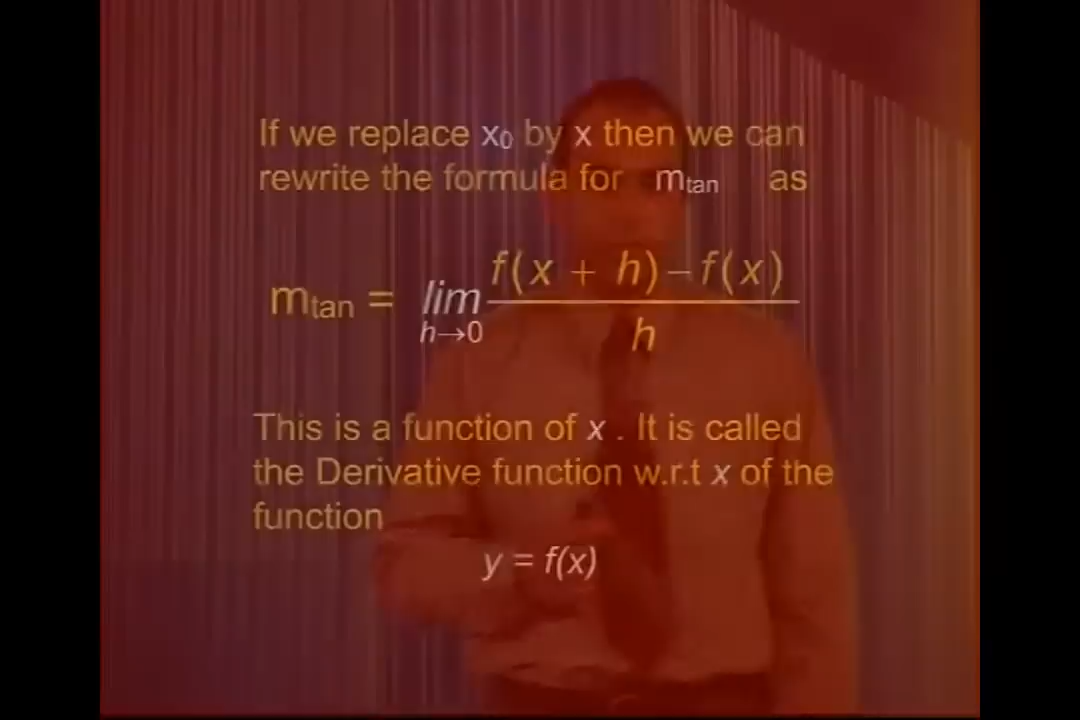 If we replace x₀ by x then we can
rewrite the formula for m_tan as
m_tan = lim_{h→0} \frac{f(x + h) – f(x)}{h}
This is a function of x . It is called
the Derivative function w.r.t x of the
function
y = f(x)